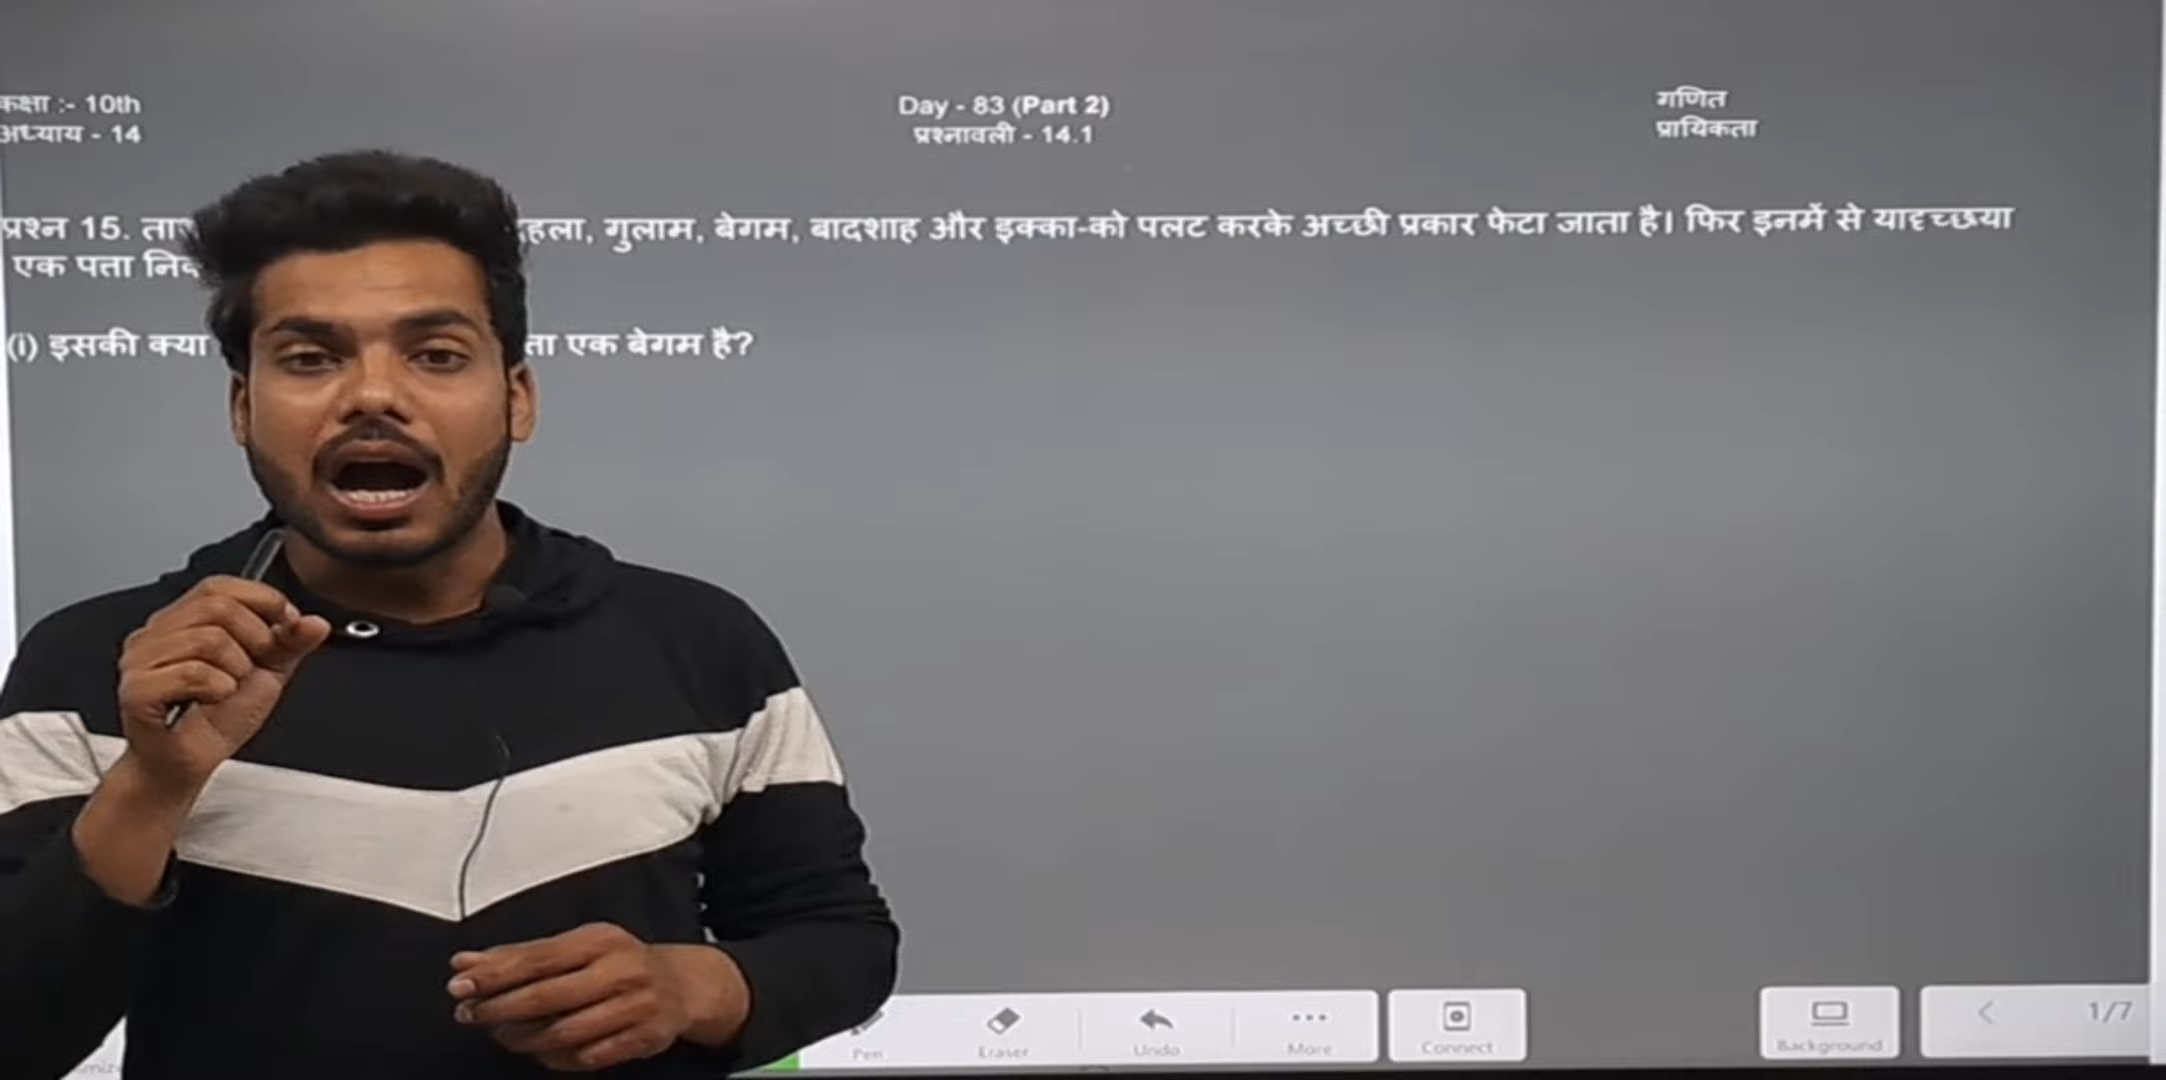 कक्षा :- 10th
अध्याय - 14
Day - 83 (Part 2)
प्रश्नावली - 14.1
गणित
प्रायिकता
प्रश्न 15. हला, गुलाम, बेगम, बादशाह और इक्का-को पलट करके अच्छी प्रकार फेटा जाता है। फिर इनमें से यादृच्छया
एक पता
(i) इसकी क्या एक बेगम है?
Pen
Eraser
Undo
More
Connect
Background
1/7